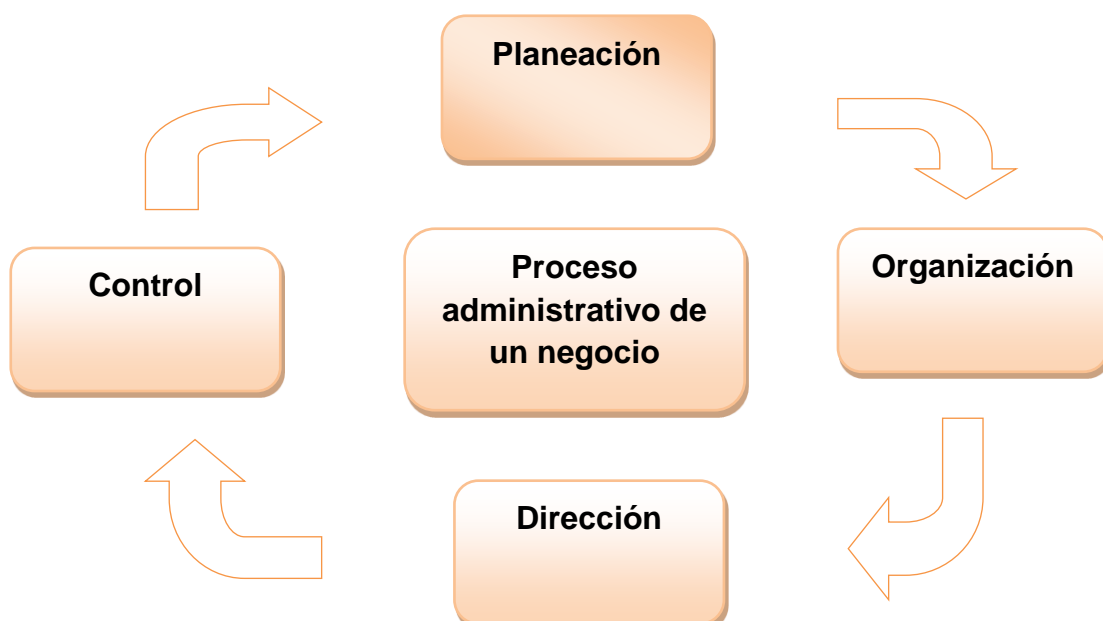 Planeación
Control
Proceso
administrativo de
un negocio
Organización
Dirección